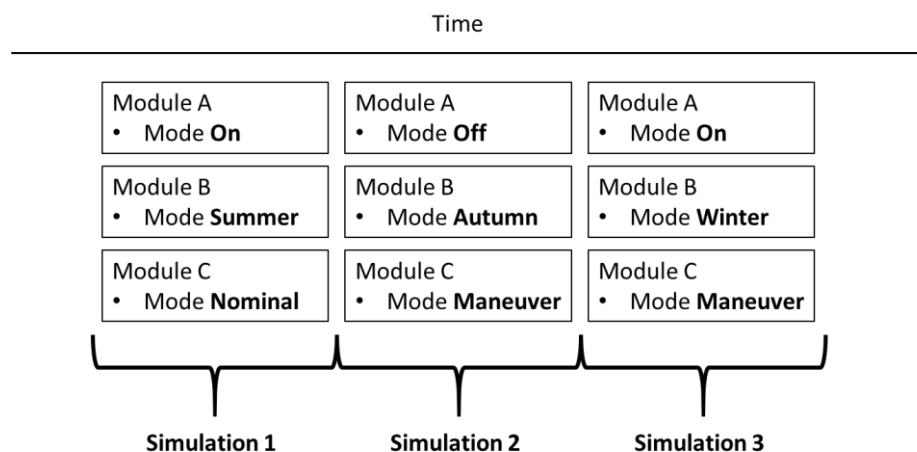 Time
Module A
• Mode On
Module B
• Mode Summer
Module C
• Mode Nominal
Simulation 1
Module A
• Mode Off
Module B
• Mode Autumn
Module C
• Mode Maneuver
Simulation 2
Module A
• Mode On
Module B
• Mode Winter
Module C
• Mode Maneuver
Simulation 3